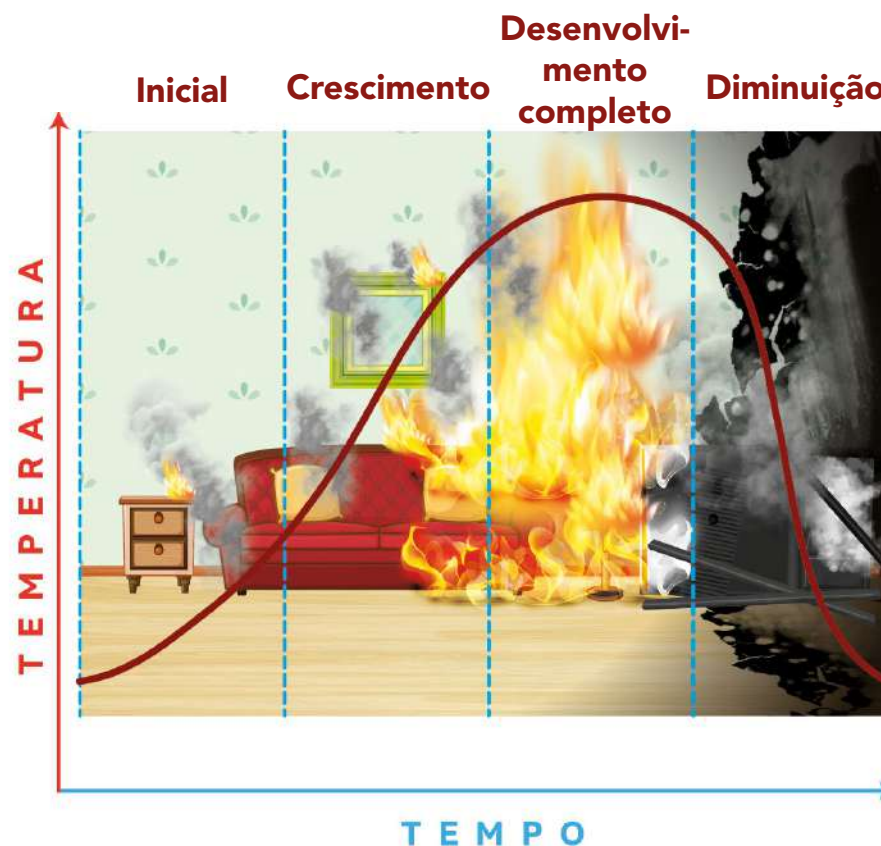 Inicial
Crescimento
Desenvolvi-
mento
completo
Diminuição
TEMPERATURA
TEMPO